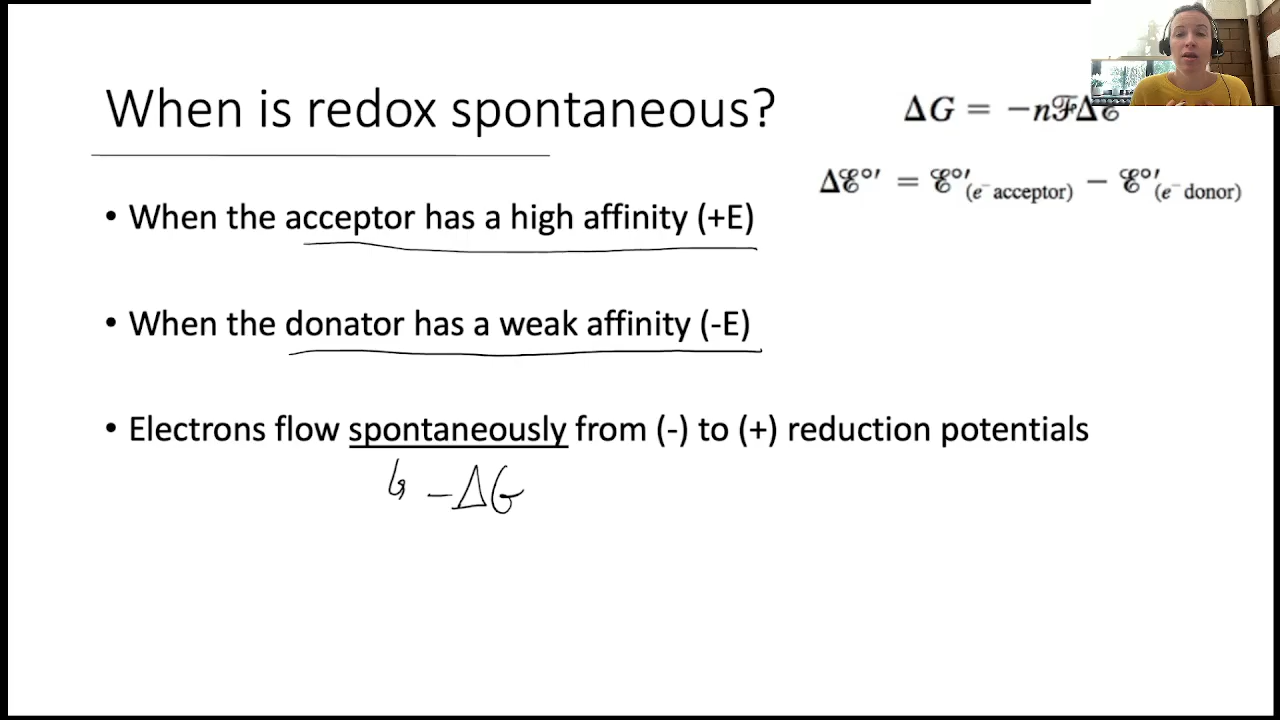 When is redox spontaneous?
ΔG = −nℱΔℰ
Δℰ°′ = ℰ°′(e⁻ acceptor) − ℰ°′(e⁻ donor)
• When the acceptor has a high affinity (+E)
• When the donator has a weak affinity (-E)
• Electrons flow spontaneously from (-) to (+) reduction potentials
↳ −ΔG